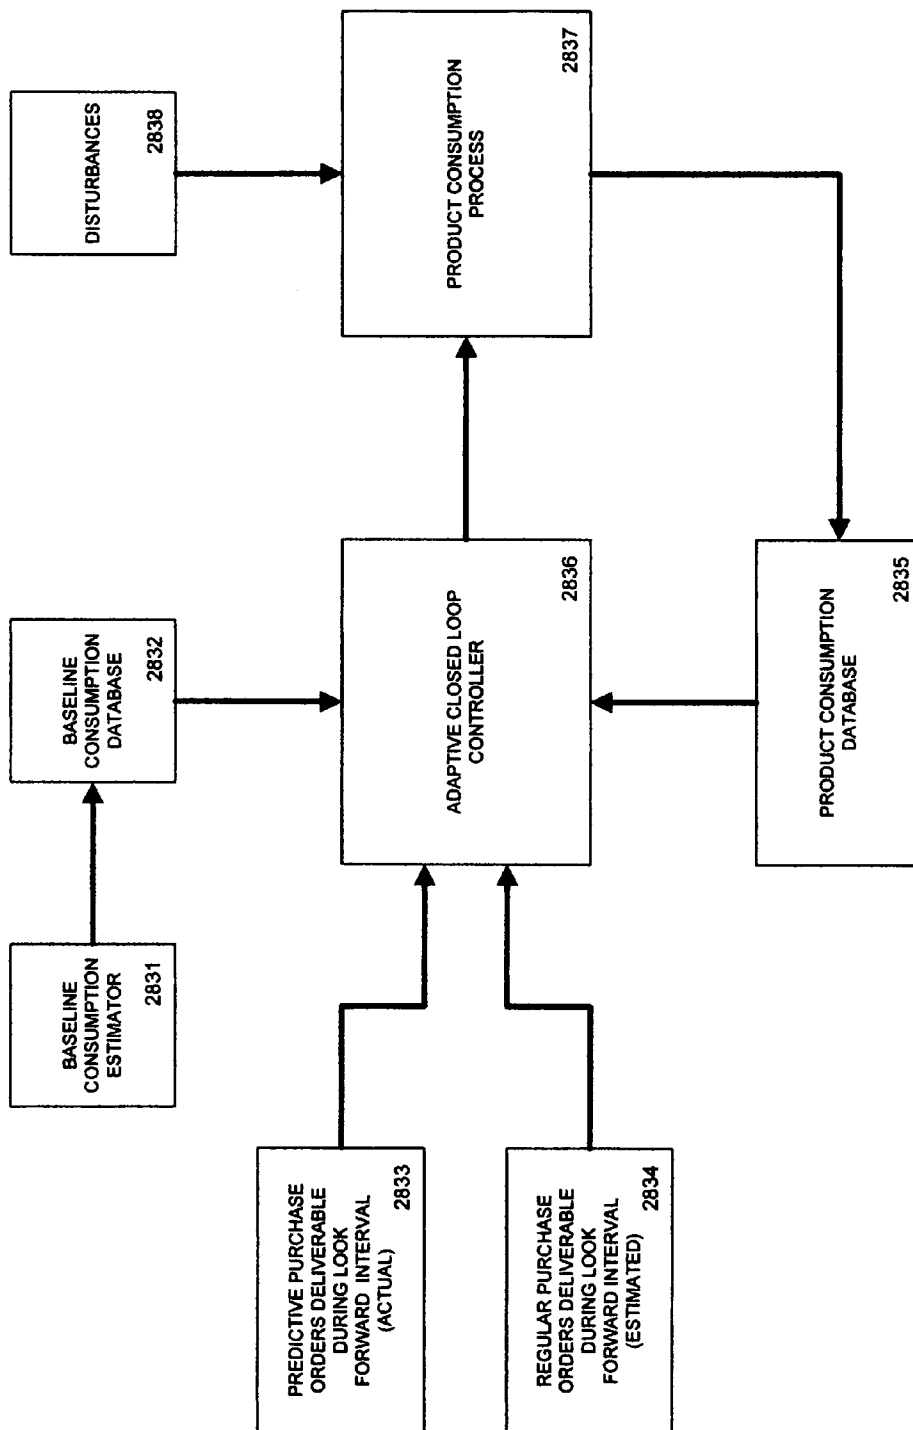 BASELINE
CONSUMPTION
ESTIMATOR
2831
BASELINE
CONSUMPTION
DATABASE
2832
DISTURBANCES
2838
PREDICTIVE PURCHASE
ORDERS DELIVERABLE
DURING LOOK
FORWARD INTERVAL
(ACTUAL)
2833
REGULAR PURCHASE
ORDERS DELIVERABLE
DURING LOOK
FORWARD INTERVAL
(ESTIMATED)
2834
ADAPTIVE CLOSED LOOP
CONTROLLER
2836
PRODUCT CONSUMPTION
PROCESS
2837
PRODUCT CONSUMPTION
DATABASE
2835